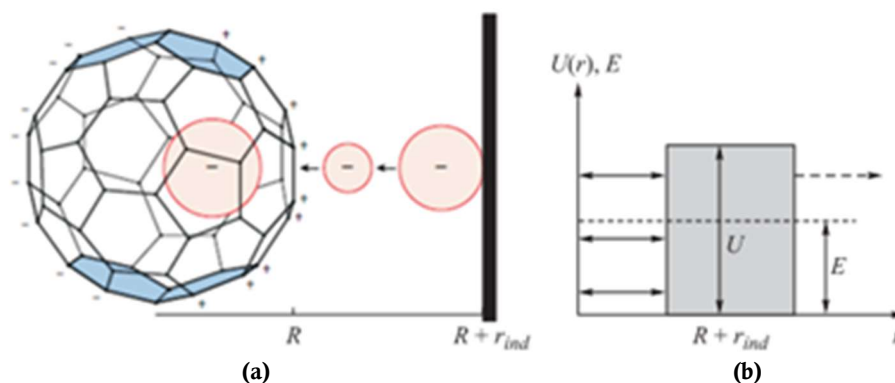 R
R + r_ind
(a)
U(r), E
U
E
R + r_ind
r
(b)